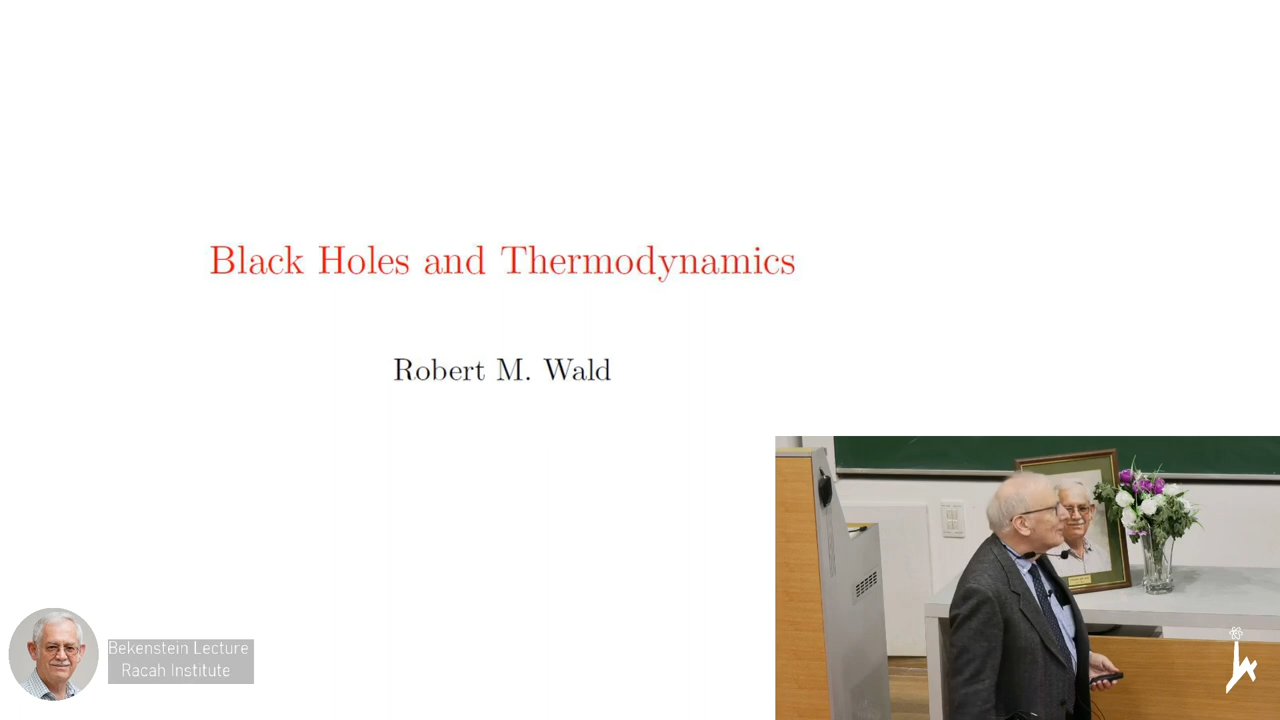 Black Holes and Thermodynamics
Robert M. Wald
Bekenstein Lecture
Racah Institute